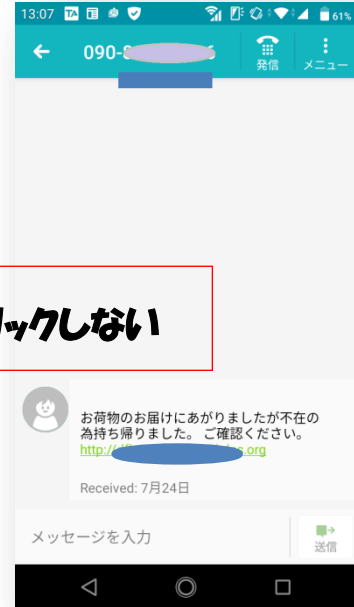 13:07 61%
090-8 6
発信 メニュー
リックしない
お荷物のお届けにあがりましたが不在の
為持ち帰りました。ご確認ください。
http:// .org
Received: 7月24日
メッセージを入力
送信